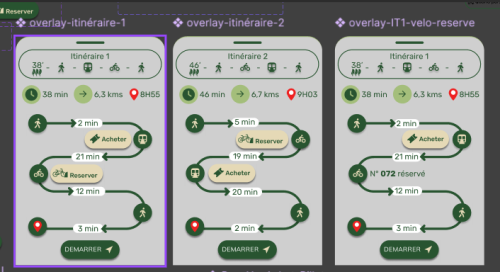 Reserver
overlay-itinéraire-1
overlay-itinéraire-2
overlay-IT1-velo-reserve
Itinéraire 1
38'
38 min
6,3 kms
8H55
2 min
Acheter
21 min
Reserver
12 min
3 min
DEMARRER
Itinéraire 2
46'
46 min
6,7 kms
9H03
5 min
Reserver
19 min
Acheter
20 min
2 min
DEMARRER
Itinéraire 1
38'
38 min
6,3 kms
8H55
2 min
Acheter
21 min
N° 072 réservé
12 min
3 min
DEMARRER